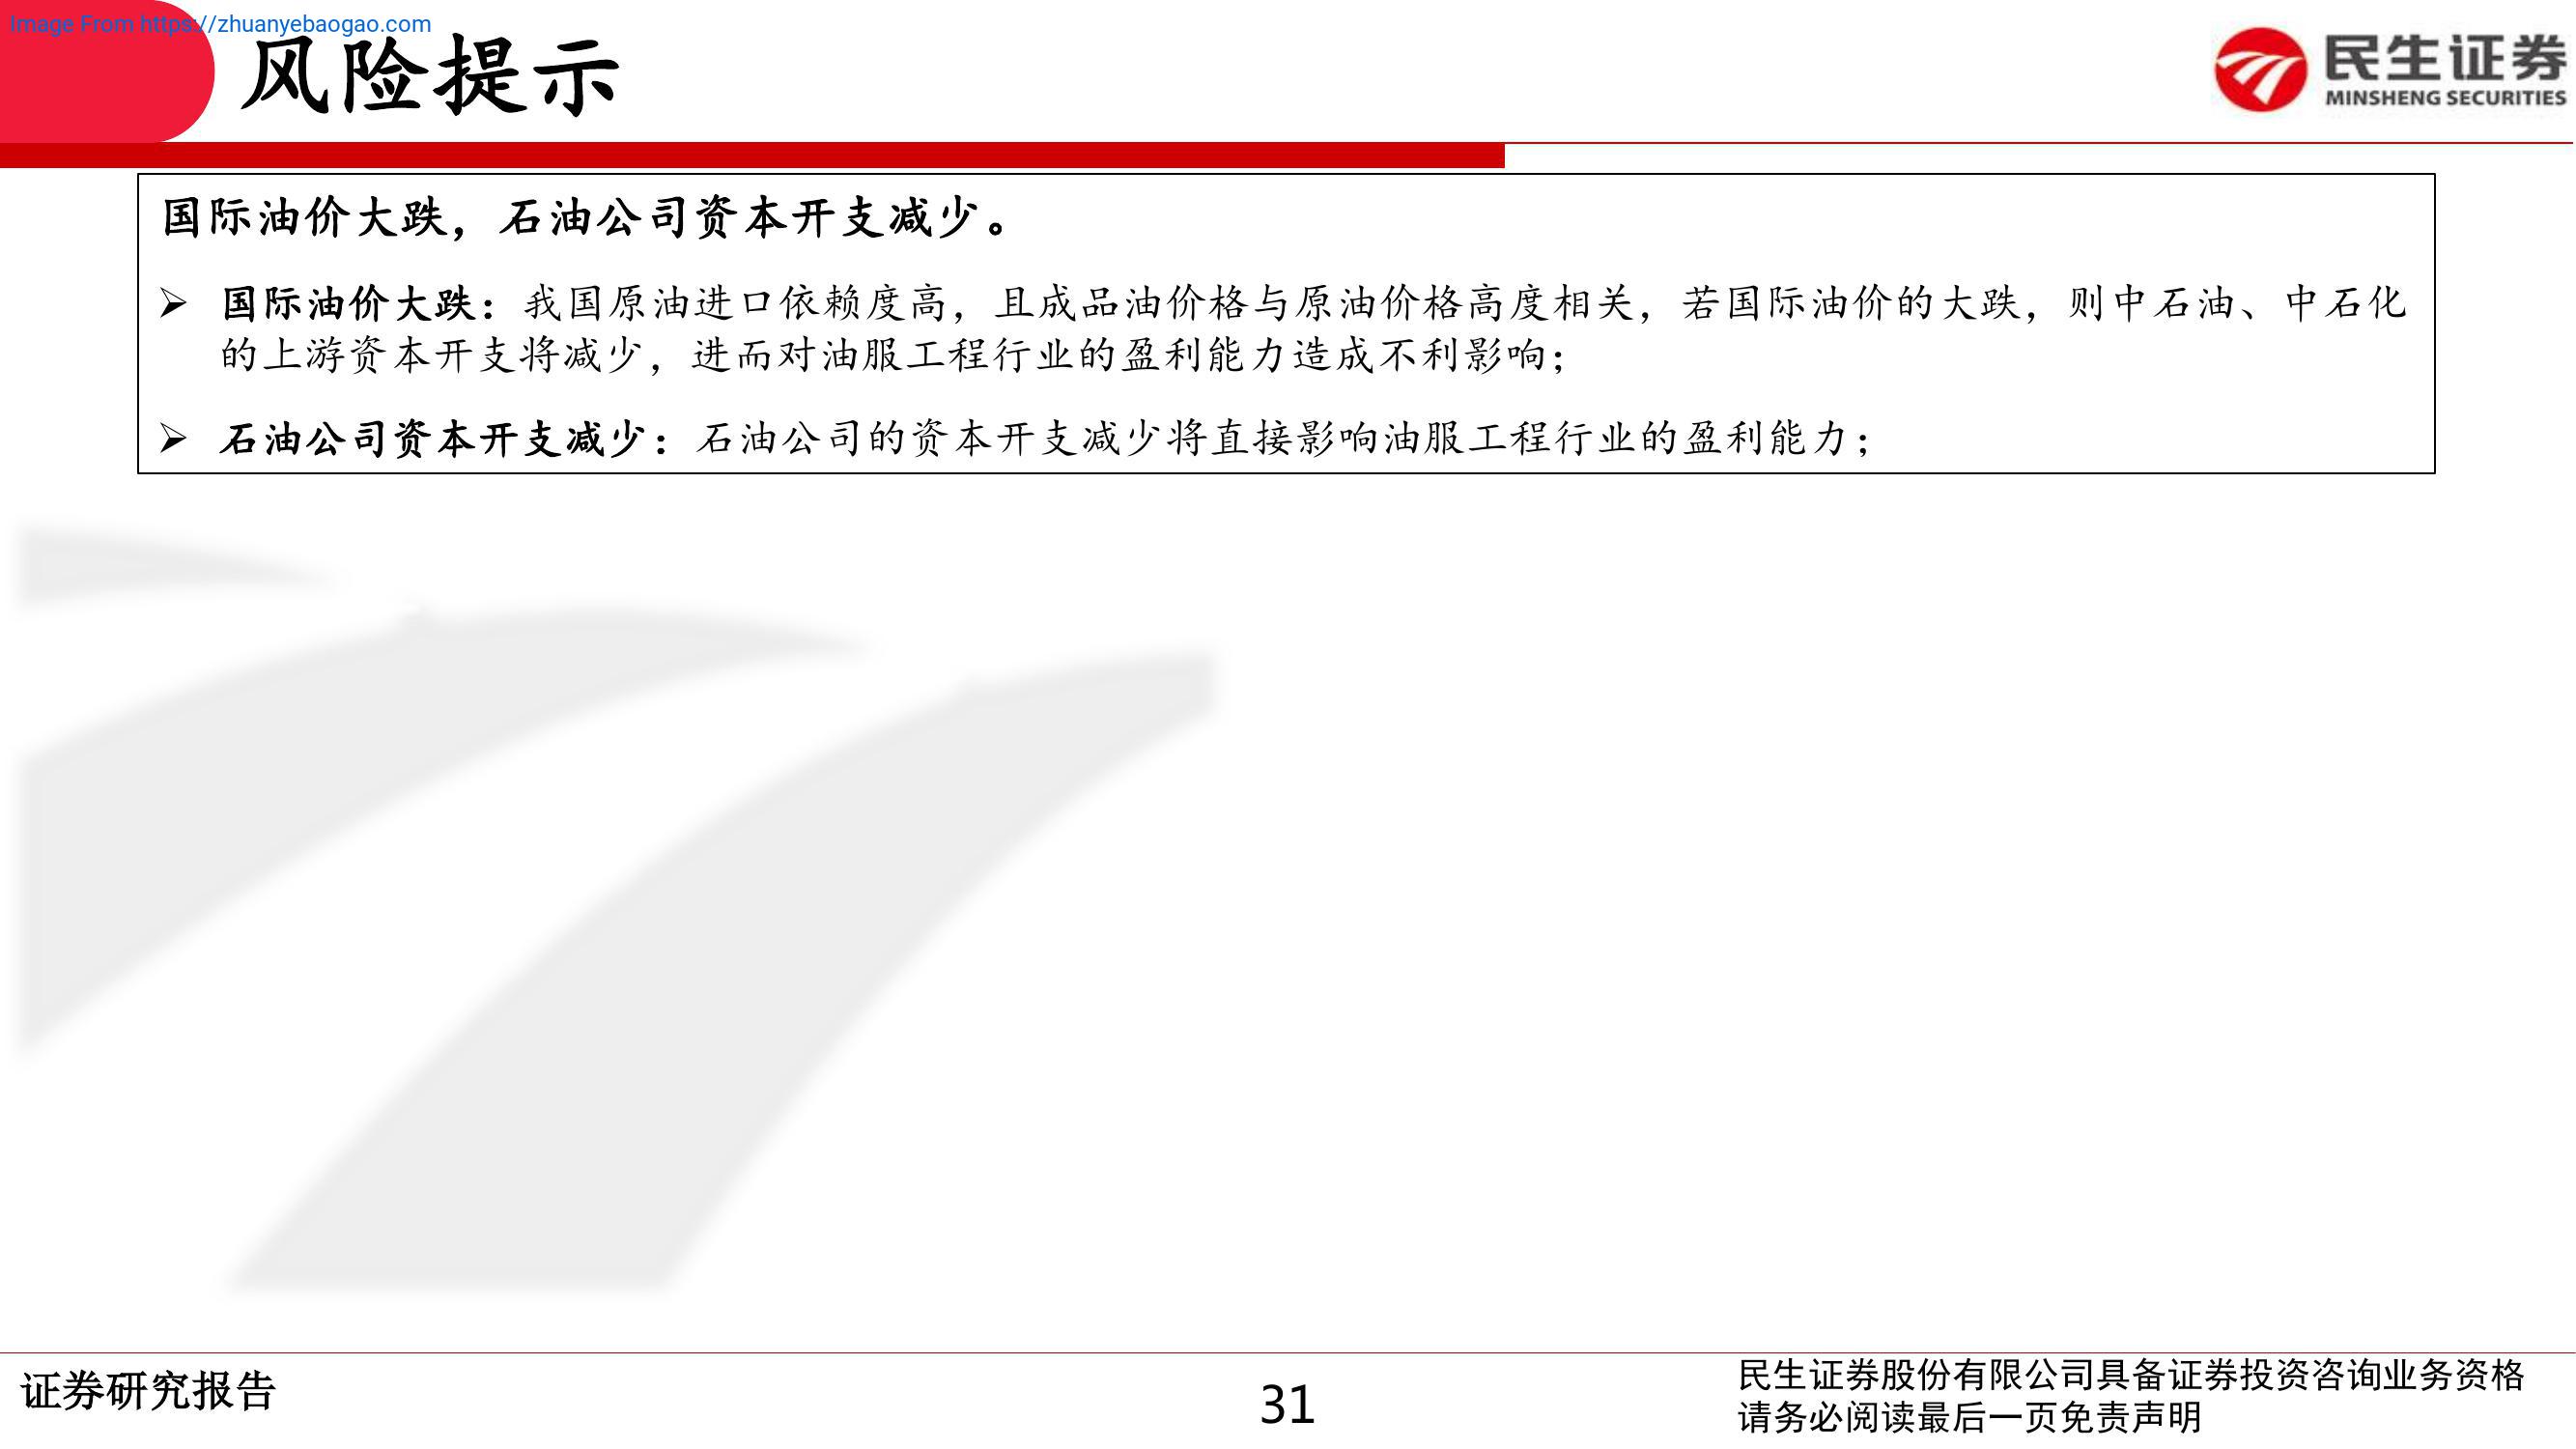 Image From https://zhuanyebaogao.com
风险提示
民生证券
MINSHENG SECURITIES
国际油价大跌，石油公司资本开支减少。
➢ 国际油价大跌：我国原油进口依赖度高，且成品油价格与原油价格高度相关，若国际油价的大跌，则中石油、中石化
的上游资本开支将减少，进而对油服工程行业的盈利能力造成不利影响；
➢ 石油公司资本开支减少：石油公司的资本开支减少将直接影响油服工程行业的盈利能力；
证券研究报告
31
民生证券股份有限公司具备证券投资咨询业务资格
请务必阅读最后一页免责声明